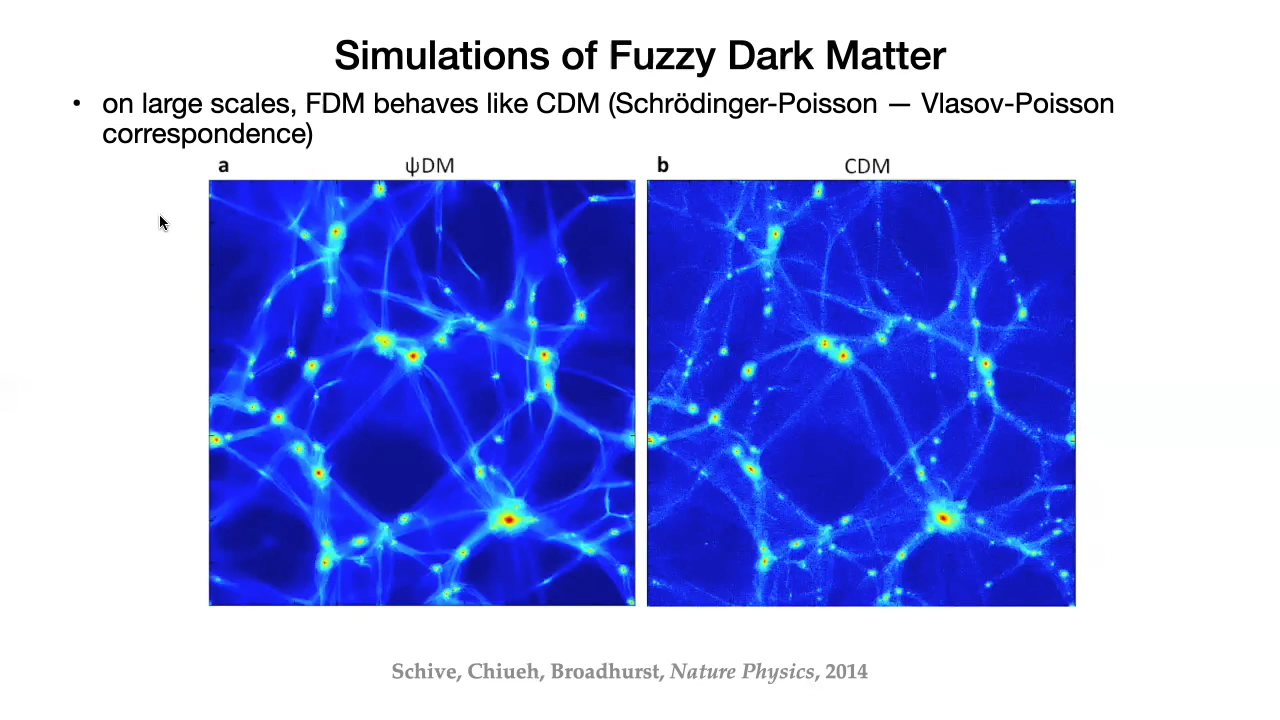 Simulations of Fuzzy Dark Matter
• on large scales, FDM behaves like CDM (Schrödinger-Poisson — Vlasov-Poisson
correspondence)
a ψDM b CDM
Schive, Chiueh, Broadhurst, Nature Physics, 2014